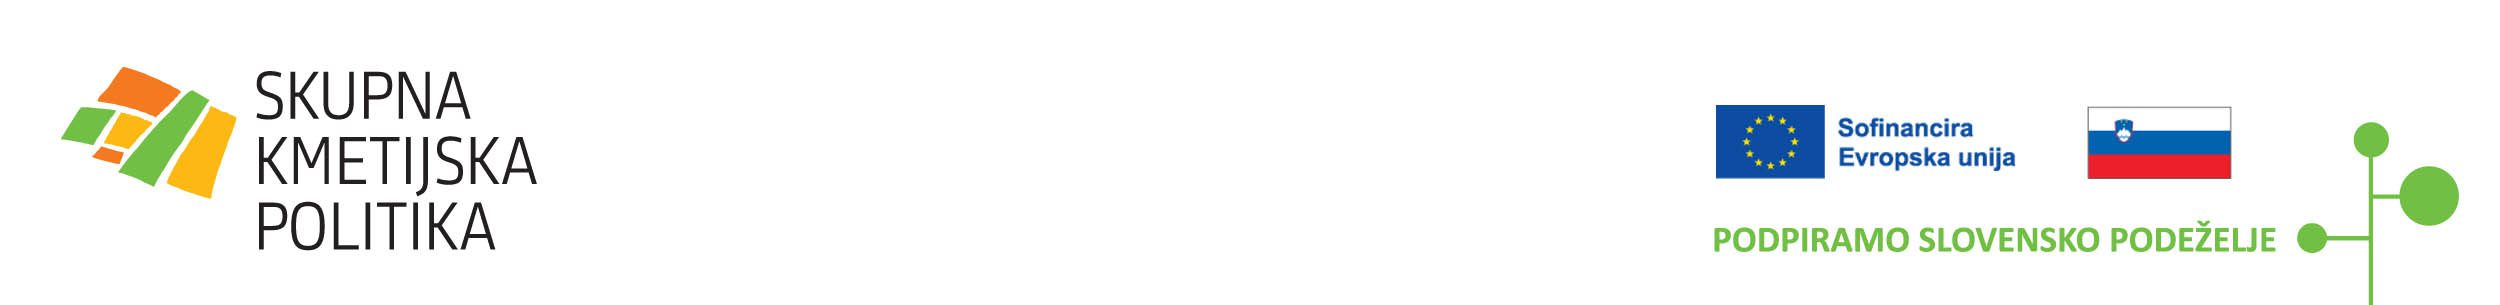 SKUPNA
KMETIJSKA
POLITIKA
Sofinancira
Evropska unija
PODPIRAMO SLOVENSKO PODEŽELJE